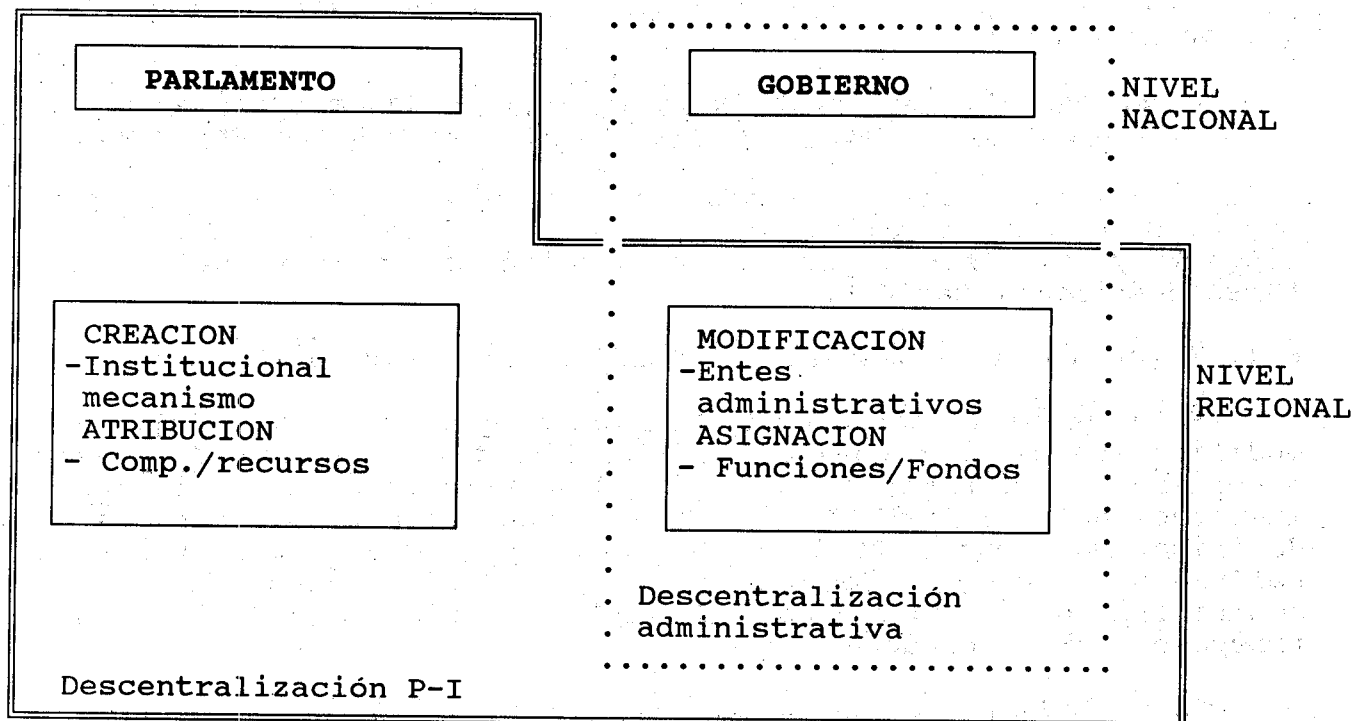 PARLAMENTO
GOBIERNO
.NIVEL
.NACIONAL
CREACION
-Institucional
mecanismo
ATRIBUCION
- Comp./recursos
MODIFICACION
-Entes
administrativos
ASIGNACION
- Funciones/Fondos
NIVEL
REGIONAL
. Descentralización
. administrativa
Descentralización P-I